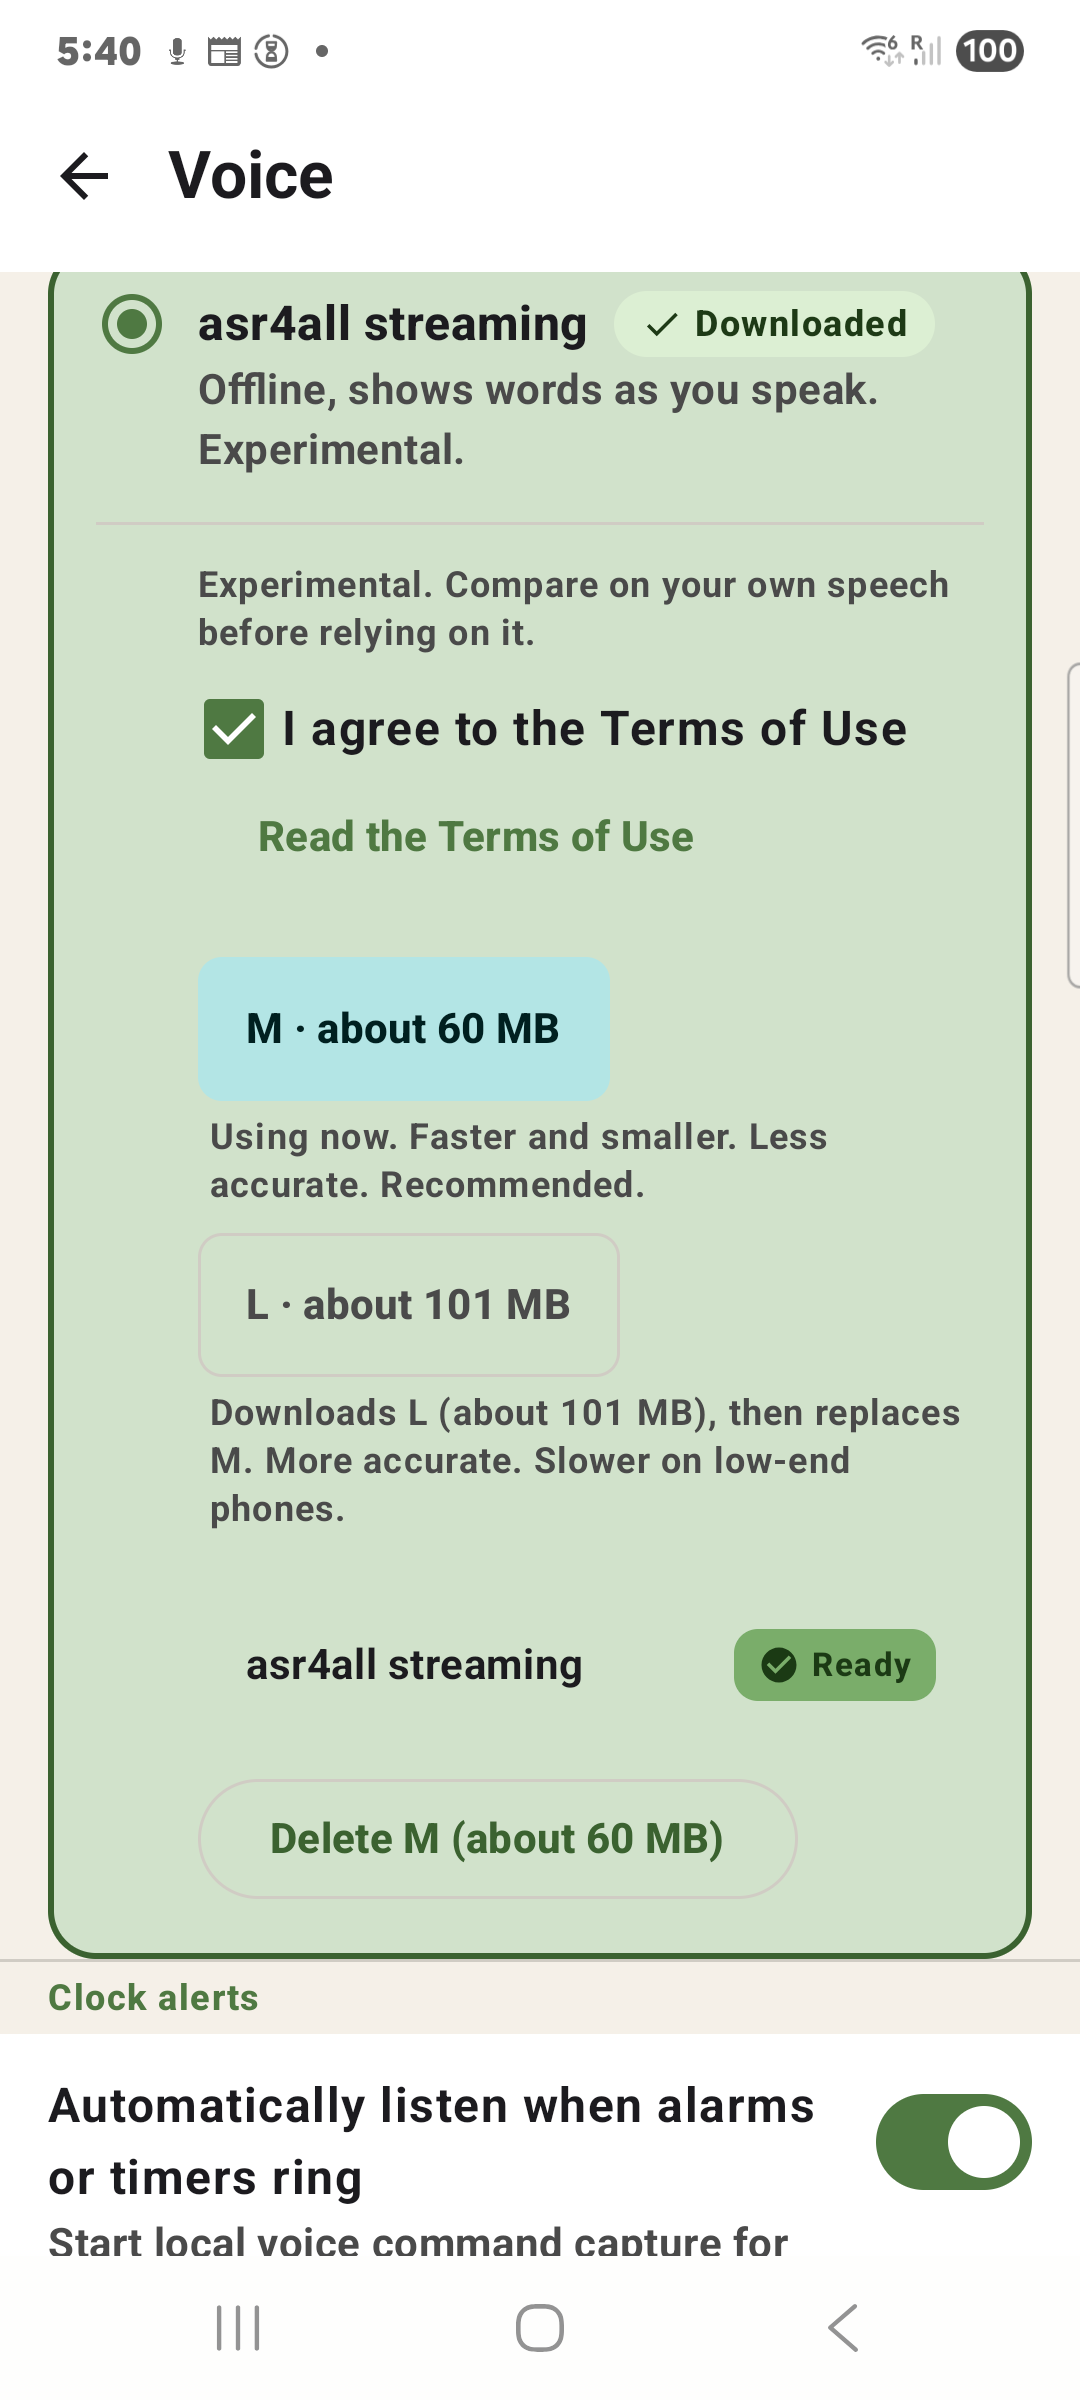 5:40
R
100
Voice
asr4all streaming
Downloaded
Offline, shows words as you speak.
Experimental.
Experimental. Compare on your own speech
before relying on it.
I agree to the Terms of Use
Read the Terms of Use
M · about 60 MB
Using now. Faster and smaller. Less
accurate. Recommended.
L · about 101 MB
Downloads L (about 101 MB), then replaces
M. More accurate. Slower on low-end
phones.
asr4all streaming
Ready
Delete M (about 60 MB)
Clock alerts
Automatically listen when alarms
or timers ring
Start local voice command capture for